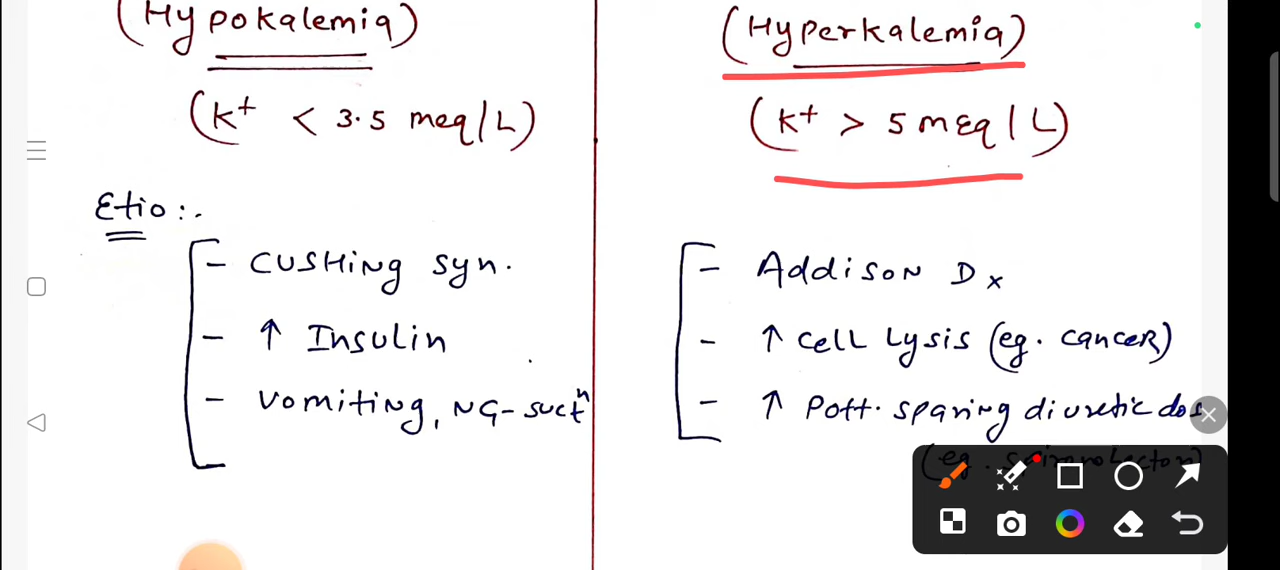 (Hypokalemia)
(K+ < 3.5 meq/L)
Etio :-
- CUSHING syn.
- ↑ Insulin
- Vomiting, NG-suctⁿ
(Hyperkalemia)
(K+ > 5 mEq/L)
- Addison Dx
- ↑ cell Lysis (eg. cancer)
- ↑ Pott. sparing diuretic dos
(eg.